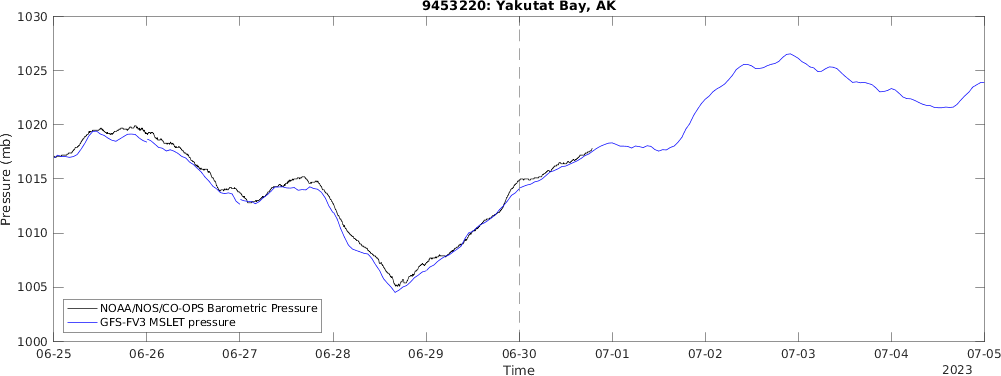 9453220: Yakutat Bay, AK
1030
1025
1020
1015
1010
1005
1000
Pressure (mb)
NOAA/NOS/CO-OPS Barometric Pressure
GFS-FV3 MSLET pressure
06-25 06-26 06-27 06-28 06-29 06-30 07-01 07-02 07-03 07-04 07-05
Time
2023